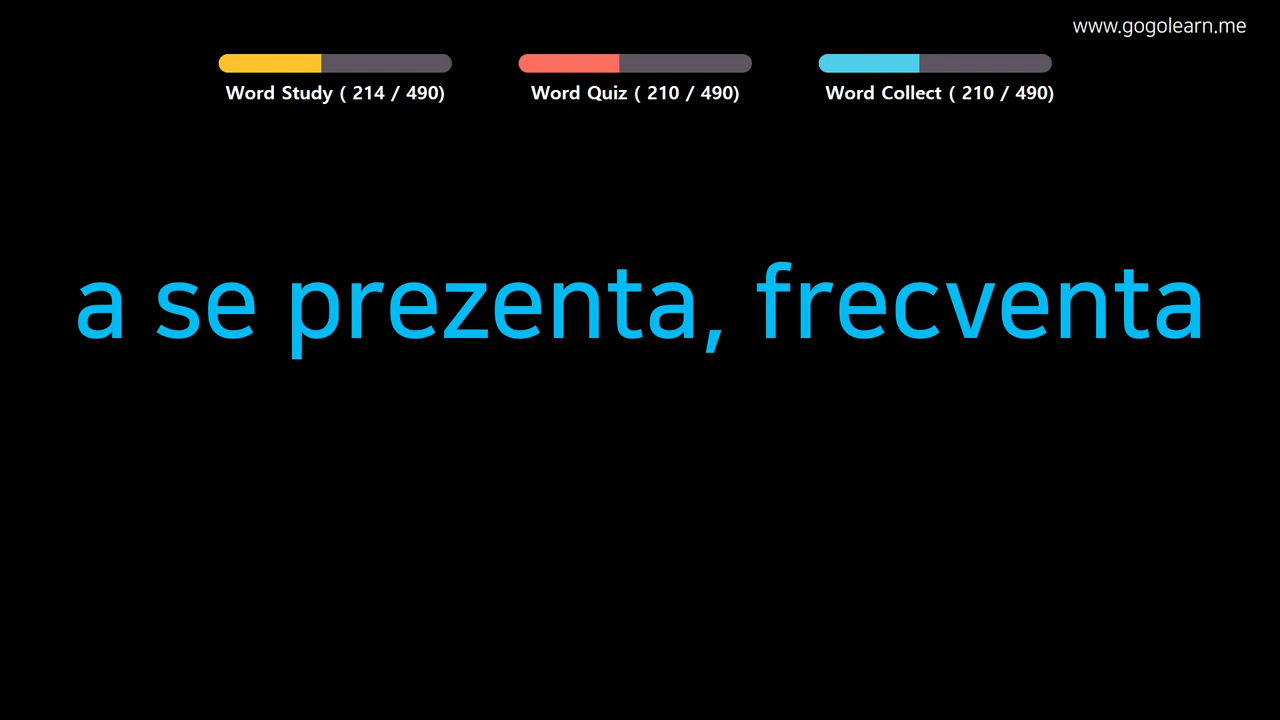 www.gogolearn.me
Word Study ( 214 / 490)
Word Quiz ( 210 / 490)
Word Collect ( 210 / 490)
a se prezenta, frecventa